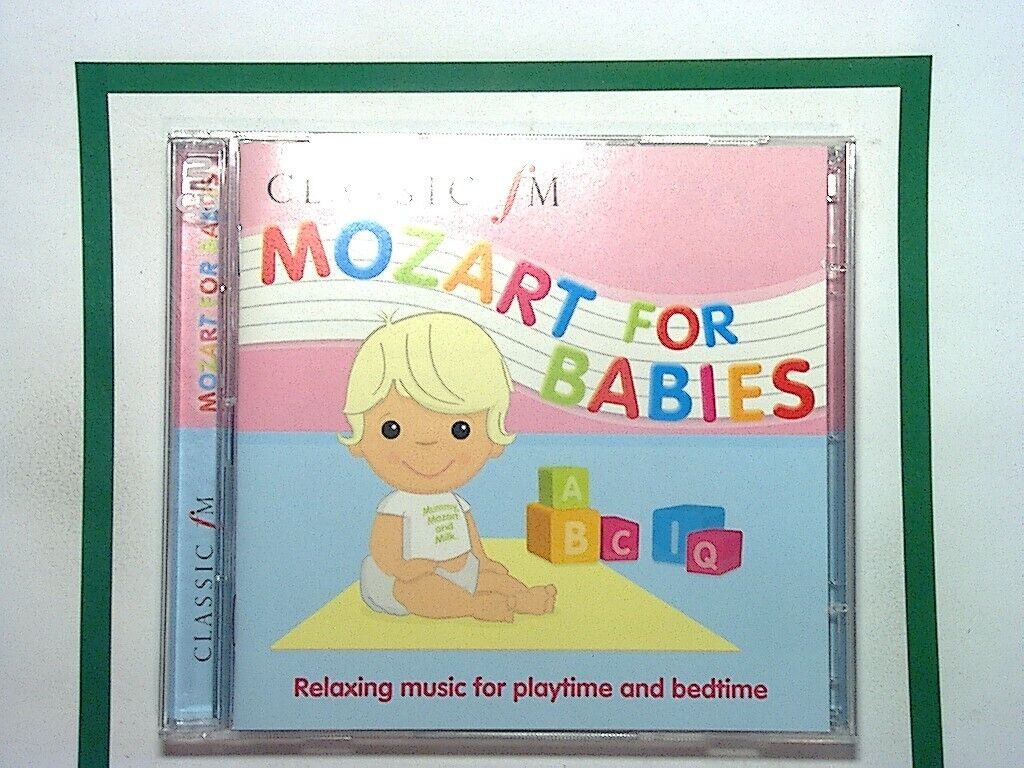 CLASSIC fM
MOZART FOR
BABIES
Mummy,
Mozart
and
Milk.
A
B
C
I
Q
Relaxing music for playtime and bedtime
MOZART FOR BABIES
CLASSIC fM